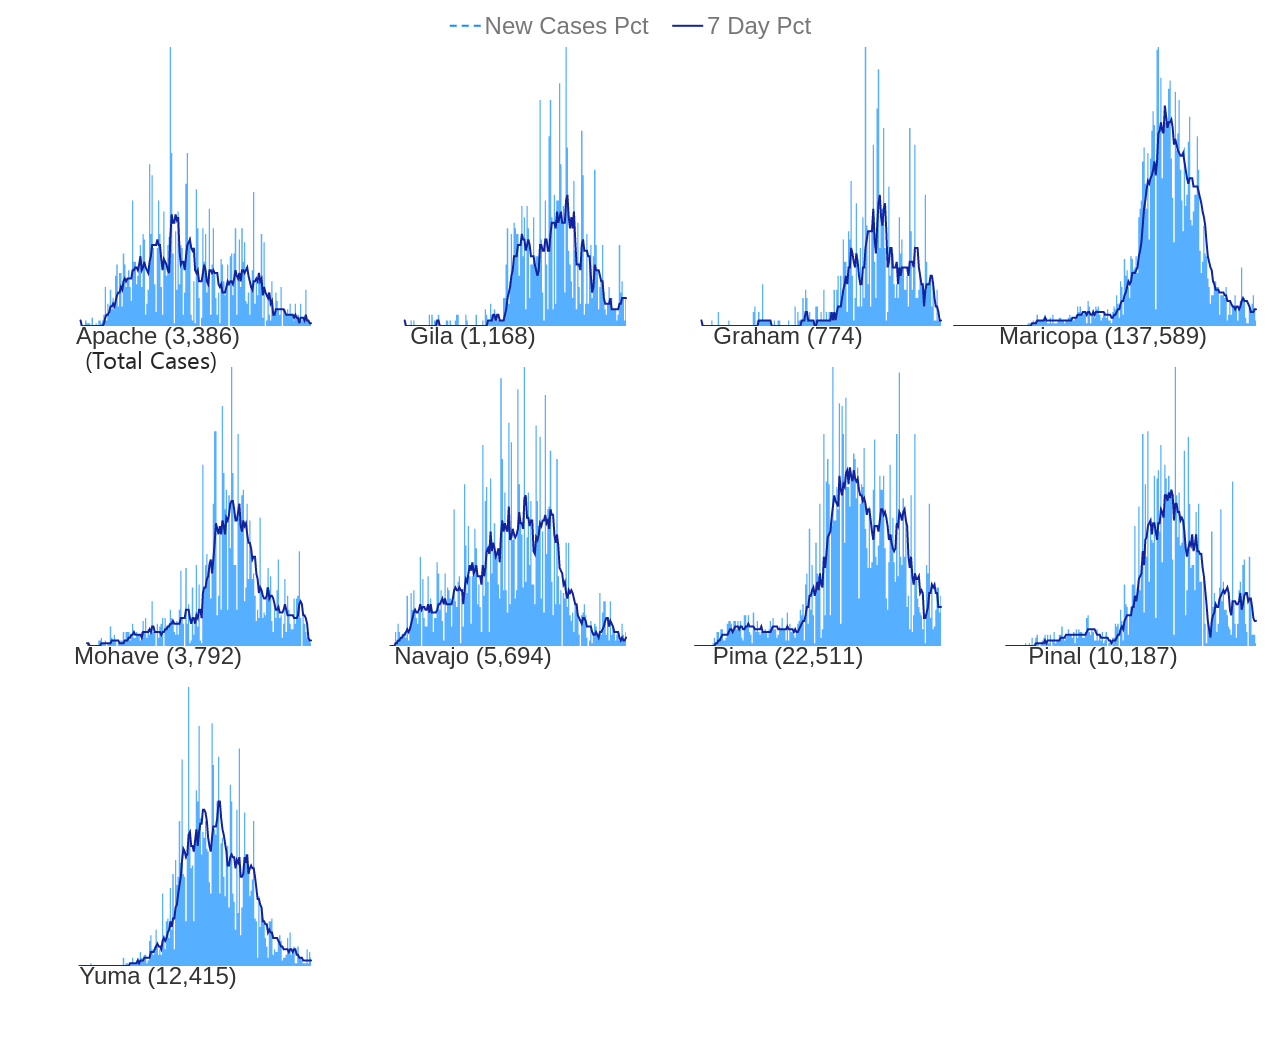 New Cases Pct 7 Day Pct
Apache (3,386) Gila (1,168) Graham (774) Maricopa (137,589)
(Total Cases)
Mohave (3,792) Navajo (5,694) Pima (22,511) Pinal (10,187)
Yuma (12,415)